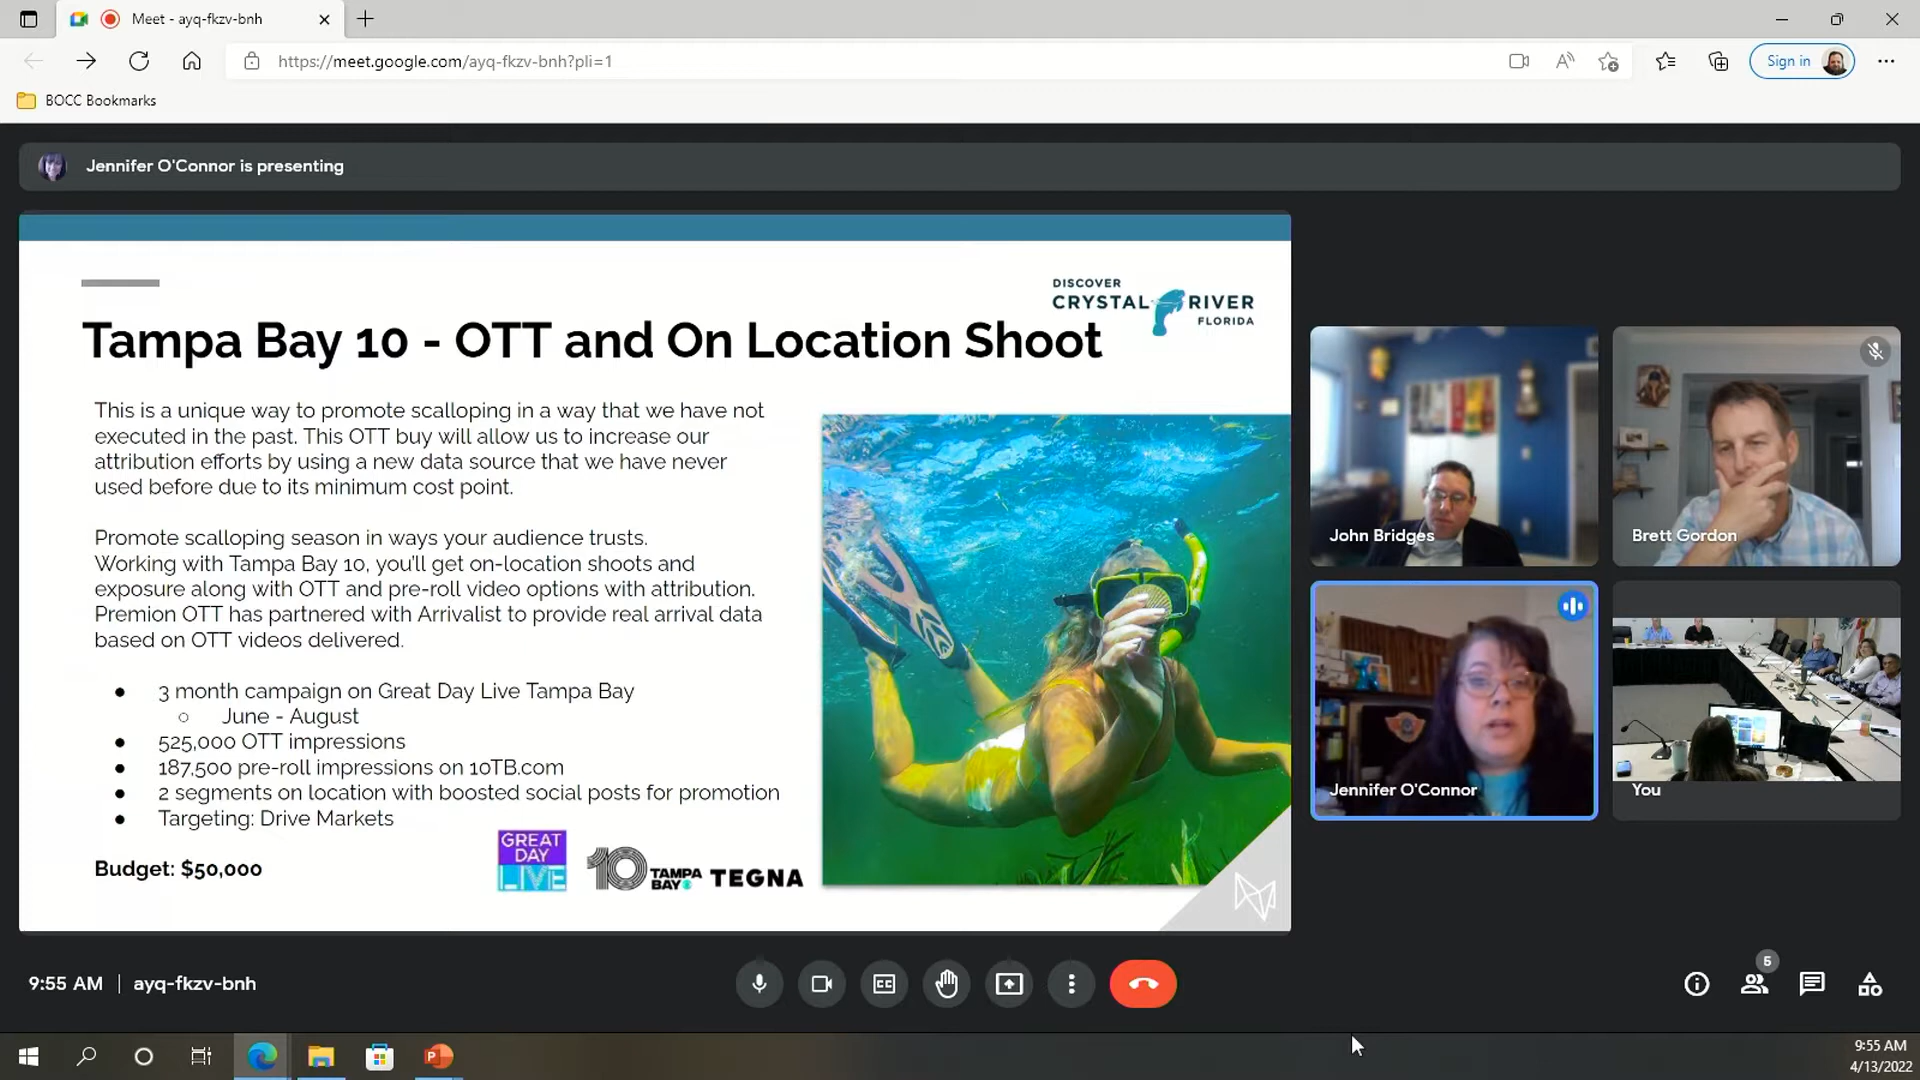 Meet - ayq-fkzv-bnh
https://meet.google.com/ayq-fkzv-bnh?pli=1
Sign in
BOCC Bookmarks
Jennifer O'Connor is presenting
DISCOVER
CRYSTAL RIVER
FLORIDA
Tampa Bay 10 - OTT and On Location Shoot
This is a unique way to promote scalloping in a way that we have not
executed in the past. This OTT buy will allow us to increase our
attribution efforts by using a new data source that we have never
used before due to its minimum cost point.
Promote scalloping season in ways your audience trusts.
Working with Tampa Bay 10, you'll get on-location shoots and
exposure along with OTT and pre-roll video options with attribution.
Premion OTT has partnered with Arrivalist to provide real arrival data
based on OTT videos delivered.
● 3 month campaign on Great Day Live Tampa Bay
○ June - August
● 525,000 OTT impressions
● 187,500 pre-roll impressions on 10TB.com
● 2 segments on location with boosted social posts for promotion
● Targeting: Drive Markets
Budget: $50,000
GREAT
DAY
LIVE
10 TAMPA
BAY
TEGNA
John Bridges
Brett Gordon
Jennifer O'Connor
You
9:55 AM | ayq-fkzv-bnh
5
9:55 AM
4/13/2022